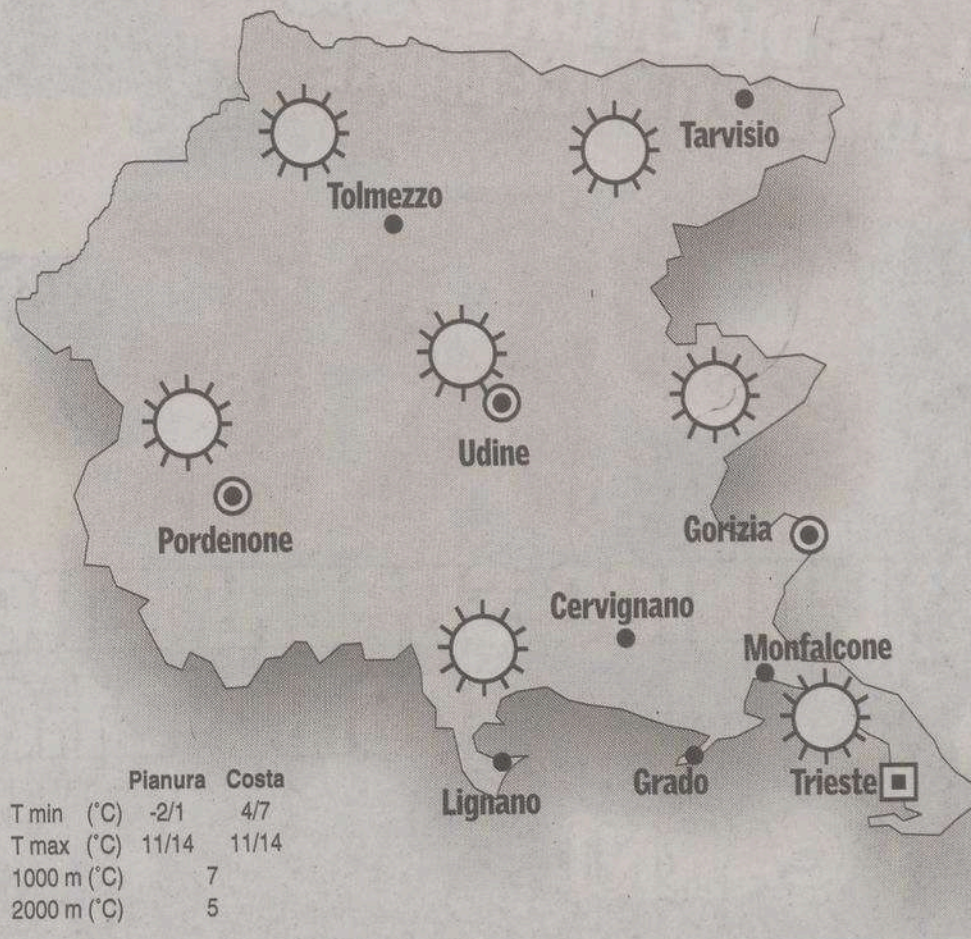 Tarvisio
Tolmezzo
Udine
Pordenone
Gorizia
Cervignano
Monfalcone
Lignano
Grado
Trieste
Pianura Costa
T min (°C) -2/1 4/7
T max (°C) 11/14 11/14
1000 m (°C) 7
2000 m (°C) 5